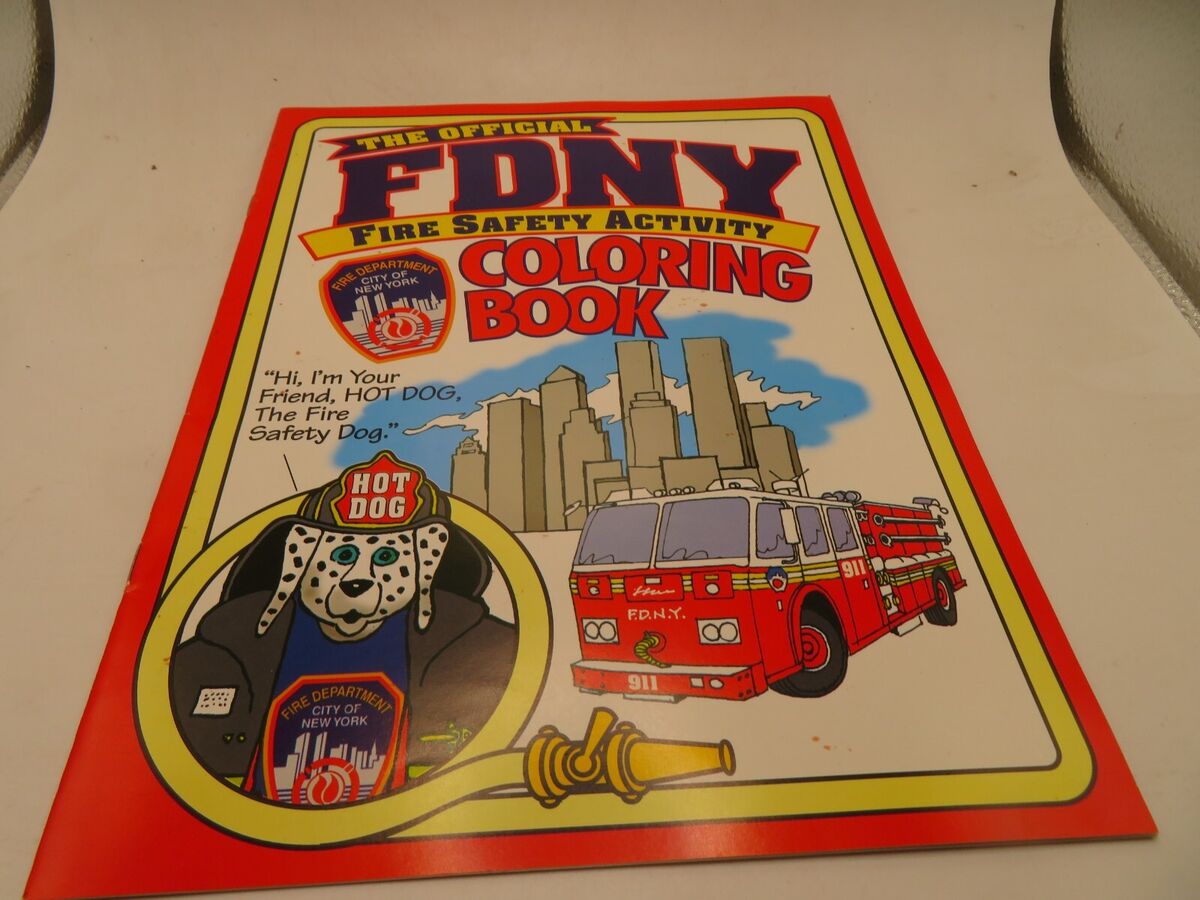 THE OFFICIAL
FDNY
FIRE SAFETY ACTIVITY
COLORING
BOOK
FIRE DEPARTMENT
CITY OF
NEW YORK
"Hi, I'm Your
Friend, HOT DOG,
The Fire
Safety Dog."
HOT
DOG
FIRE DEPARTMENT
CITY OF
NEW YORK
911
F.D.N.Y.
911